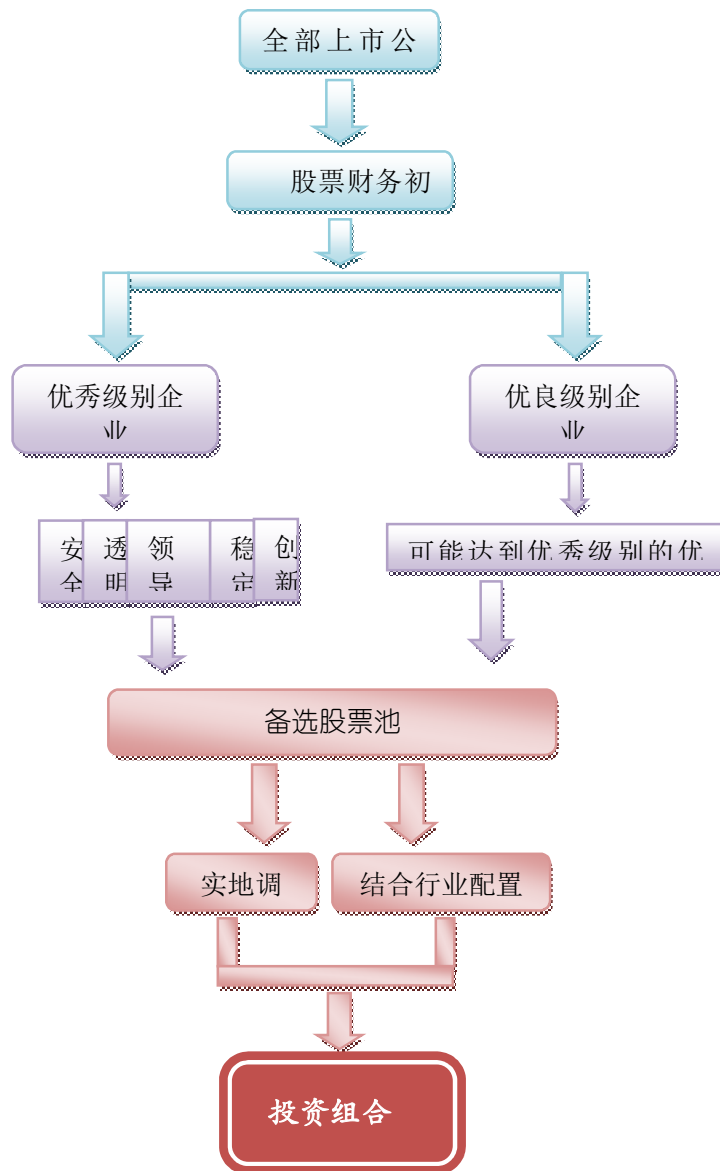 全部上市公
股票财务初
优秀级别企
业
优良级别企
业
安
全
透
明
领
导
稳
定
创
新
可能达到优秀级别的优
备选股票池
实地调
结合行业配置
投资组合